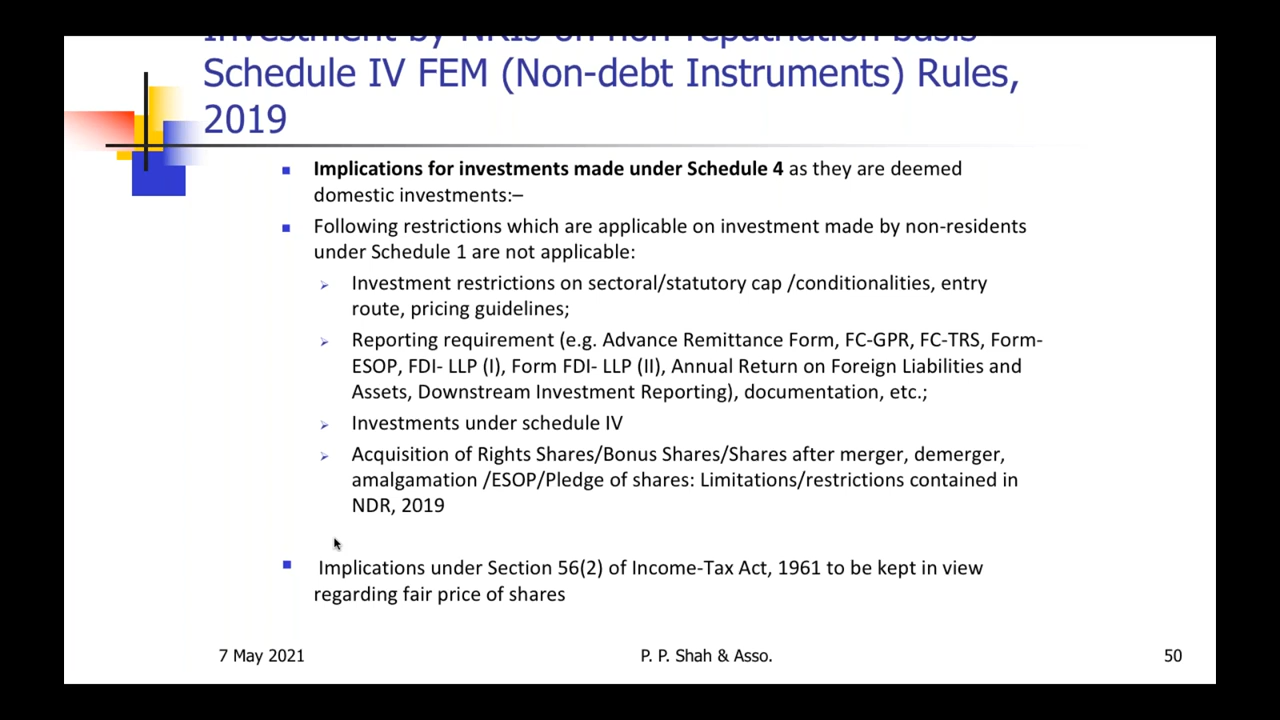 Investment by NRIs on non-repatriation basis
Schedule IV FEM (Non-debt Instruments) Rules,
2019
Implications for investments made under Schedule 4 as they are deemed
domestic investments:–
Following restrictions which are applicable on investment made by non-residents
under Schedule 1 are not applicable:
Investment restrictions on sectoral/statutory cap /conditionalities, entry
route, pricing guidelines;
Reporting requirement (e.g. Advance Remittance Form, FC-GPR, FC-TRS, Form-
ESOP, FDI- LLP (I), Form FDI- LLP (II), Annual Return on Foreign Liabilities and
Assets, Downstream Investment Reporting), documentation, etc.;
Investments under schedule IV
Acquisition of Rights Shares/Bonus Shares/Shares after merger, demerger,
amalgamation /ESOP/Pledge of shares: Limitations/restrictions contained in
NDR, 2019
Implications under Section 56(2) of Income-Tax Act, 1961 to be kept in view
regarding fair price of shares
7 May 2021 P. P. Shah & Asso. 50